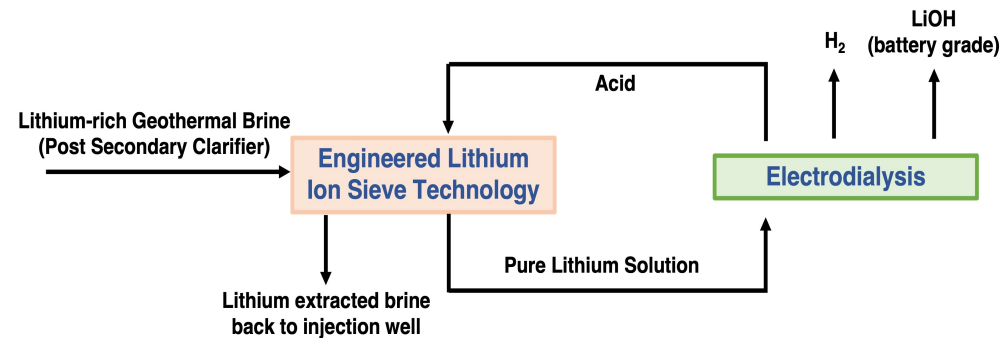 Lithium-rich Geothermal Brine
(Post Secondary Clarifier)
Engineered Lithium
Ion Sieve Technology
Lithium extracted brine
back to injection well
Acid
Pure Lithium Solution
Electrodialysis
H₂
LiOH
(battery grade)